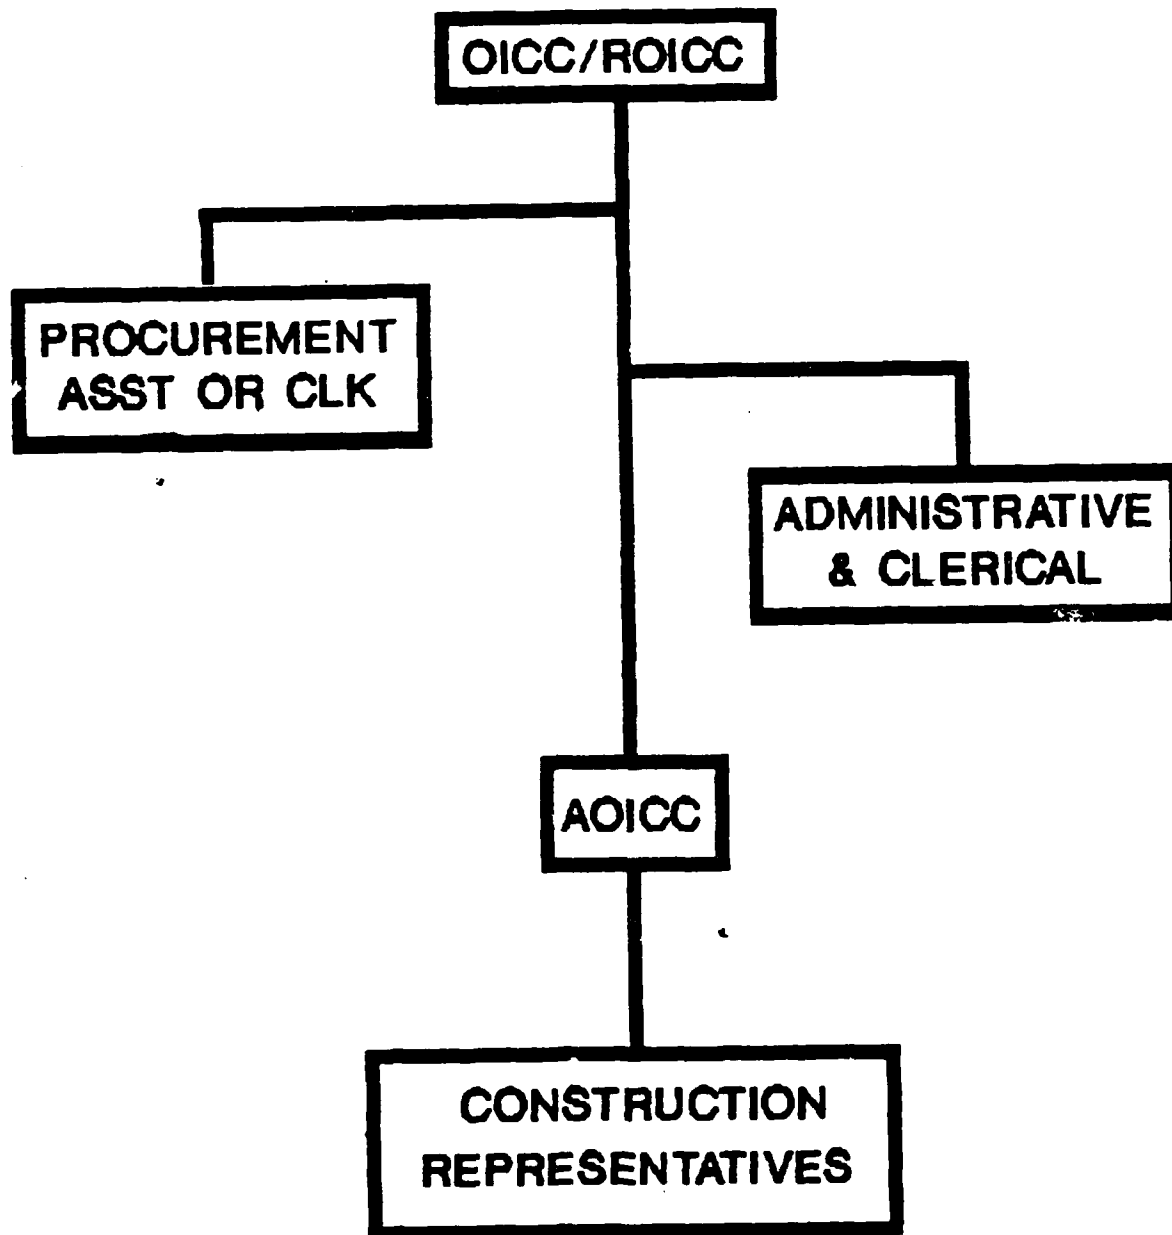 OICC/ROICC
PROCUREMENT
ASST OR CLK
ADMINISTRATIVE
& CLERICAL
AOICC
CONSTRUCTION
REPRESENTATIVES